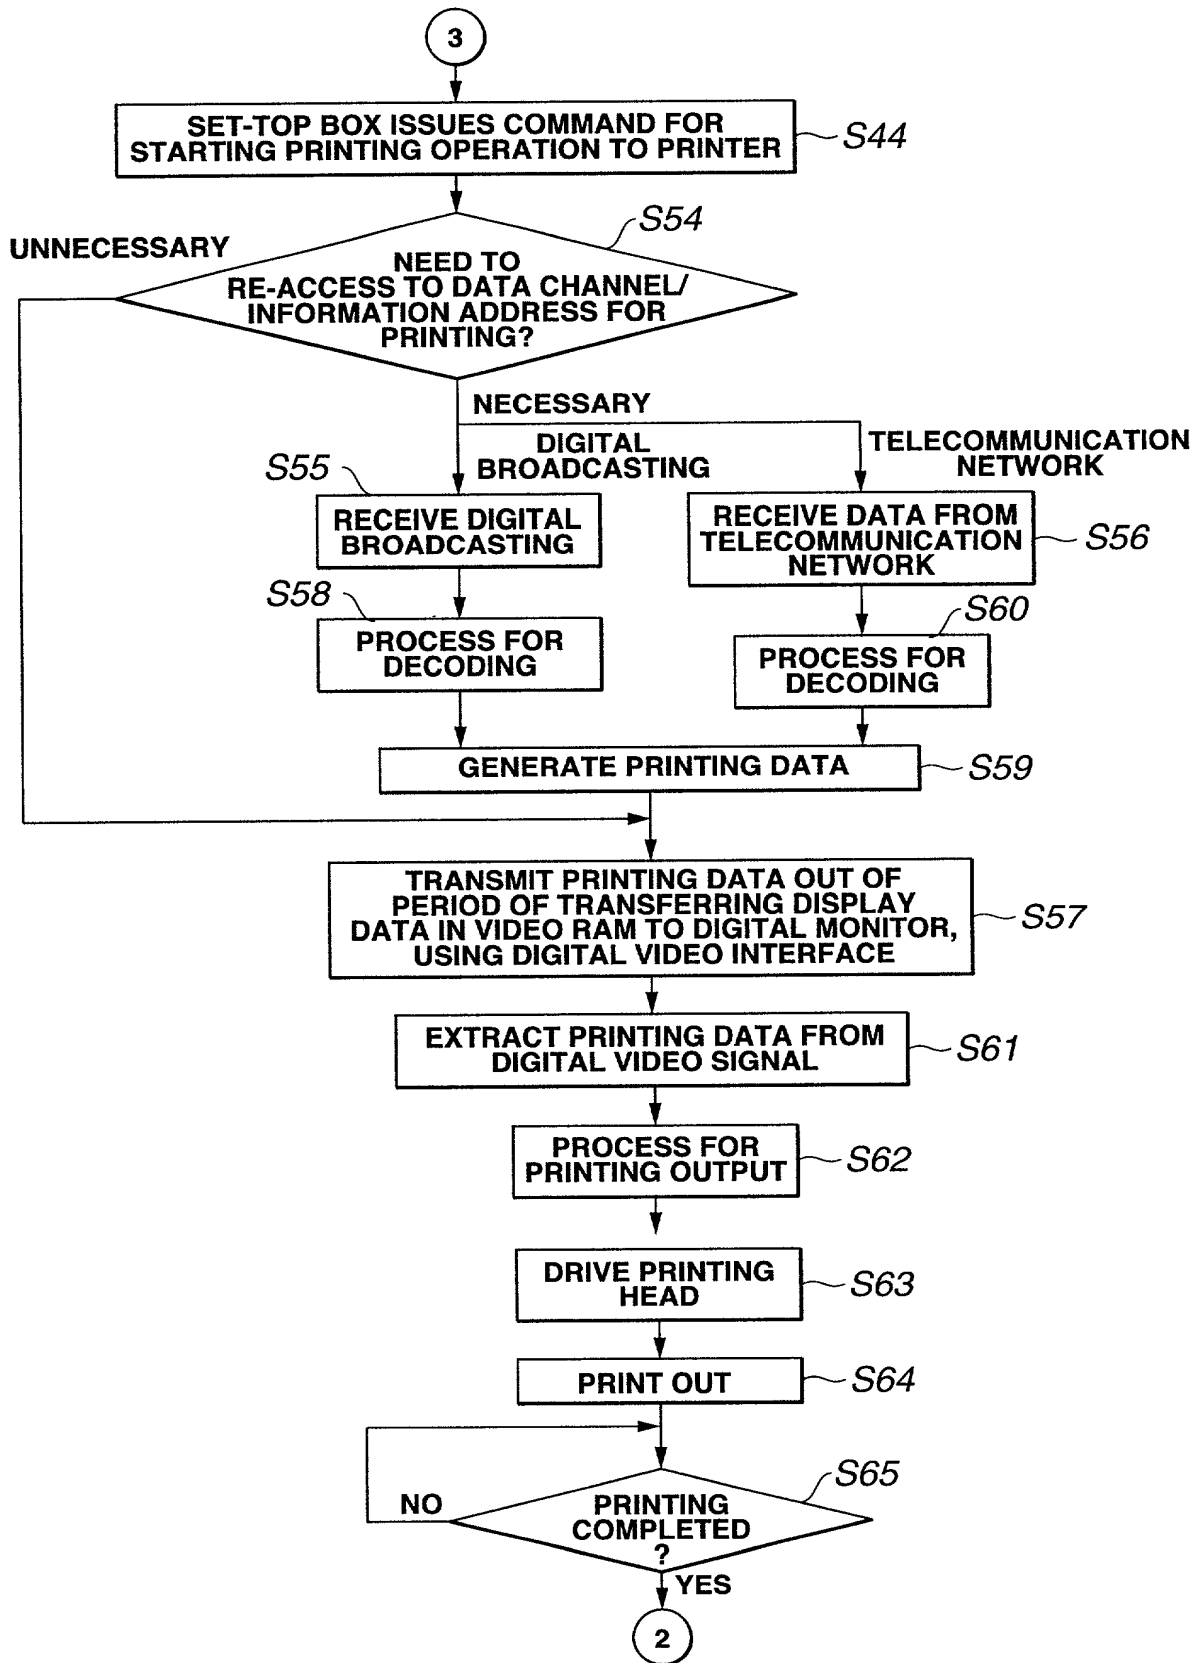 3
SET-TOP BOX ISSUES COMMAND FOR
STARTING PRINTING OPERATION TO PRINTER
S44
S54
UNNECESSARY
NEED TO
RE-ACCESS TO DATA CHANNEL/
INFORMATION ADDRESS FOR
PRINTING?
NECESSARY
DIGITAL
BROADCASTING
TELECOMMUNICATION
NETWORK
S55
RECEIVE DIGITAL
BROADCASTING
RECEIVE DATA FROM
TELECOMMUNICATION
NETWORK
S56
S58
PROCESS FOR
DECODING
S60
PROCESS FOR
DECODING
GENERATE PRINTING DATA
S59
TRANSMIT PRINTING DATA OUT OF
PERIOD OF TRANSFERRING DISPLAY
DATA IN VIDEO RAM TO DIGITAL MONITOR,
USING DIGITAL VIDEO INTERFACE
S57
EXTRACT PRINTING DATA FROM
DIGITAL VIDEO SIGNAL
S61
PROCESS FOR
PRINTING OUTPUT
S62
DRIVE PRINTING
HEAD
S63
PRINT OUT
S64
S65
NO
PRINTING
COMPLETED
?
YES
2